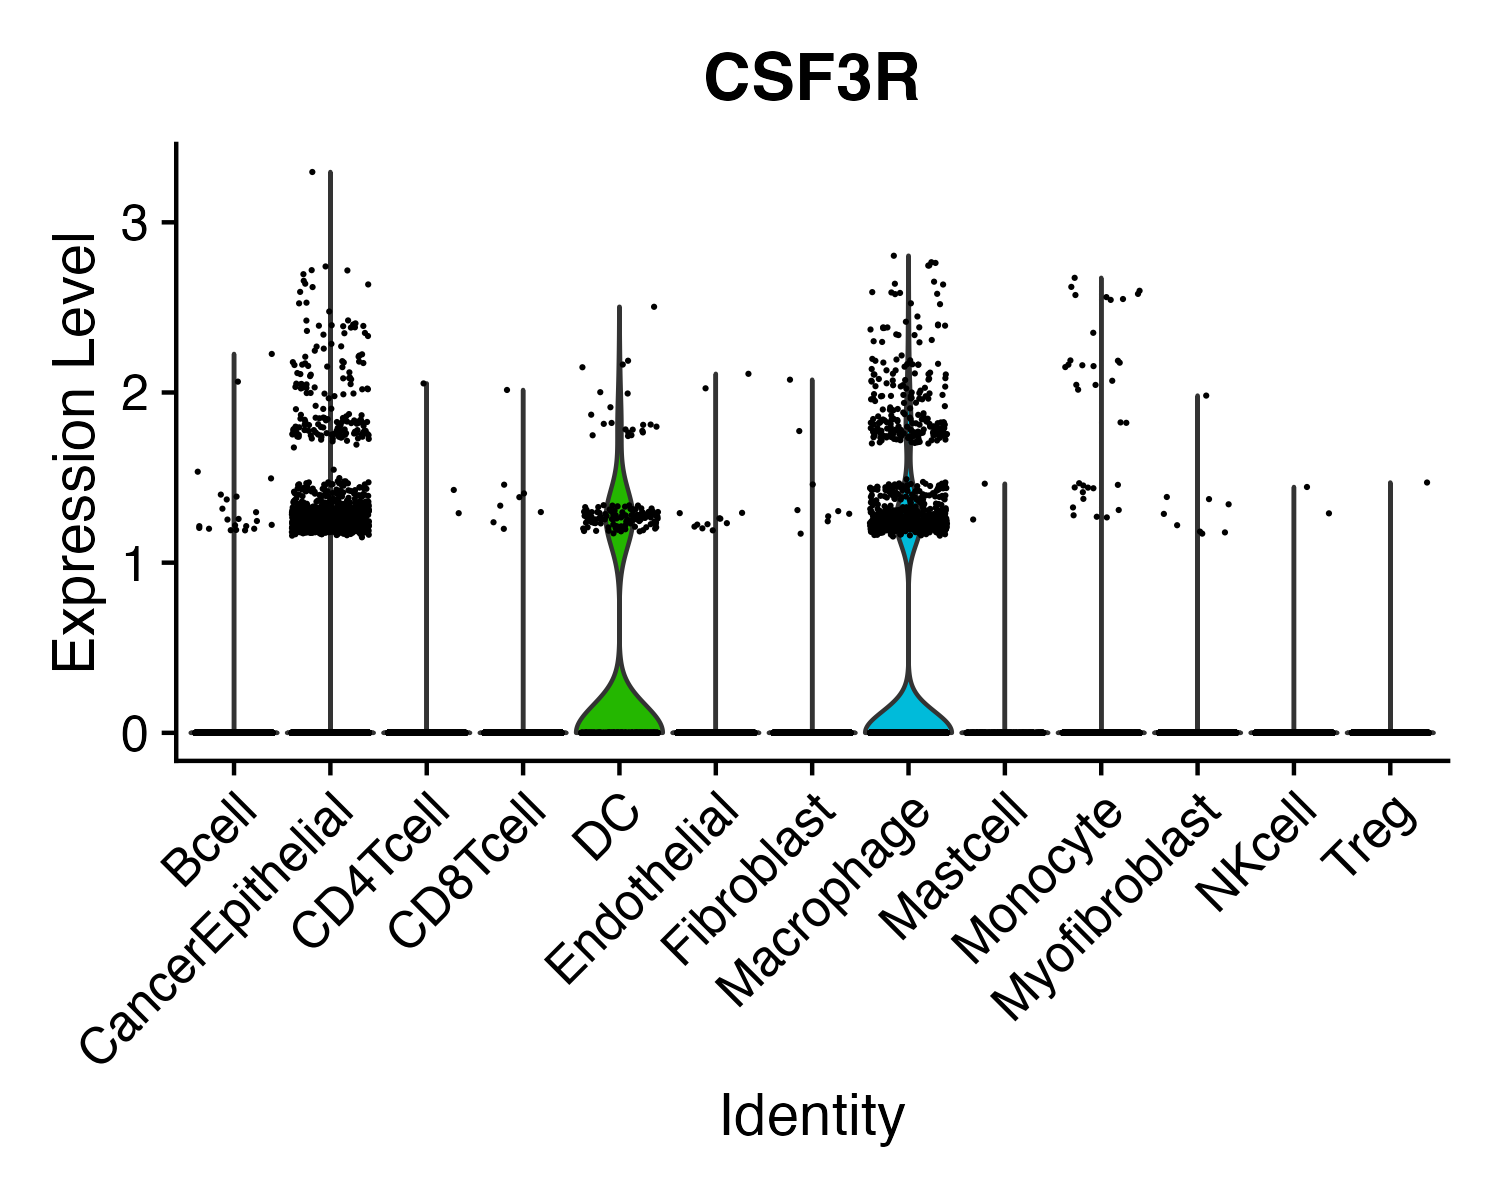 CSF3R
Expression Level
3
2
1
0
Bcell
CancerEpithelial
CD4Tcell
CD8Tcell
DC
Endothelial
Fibroblast
Macrophage
Mastcell
Monocyte
Myofibroblast
NKcell
Treg
Identity